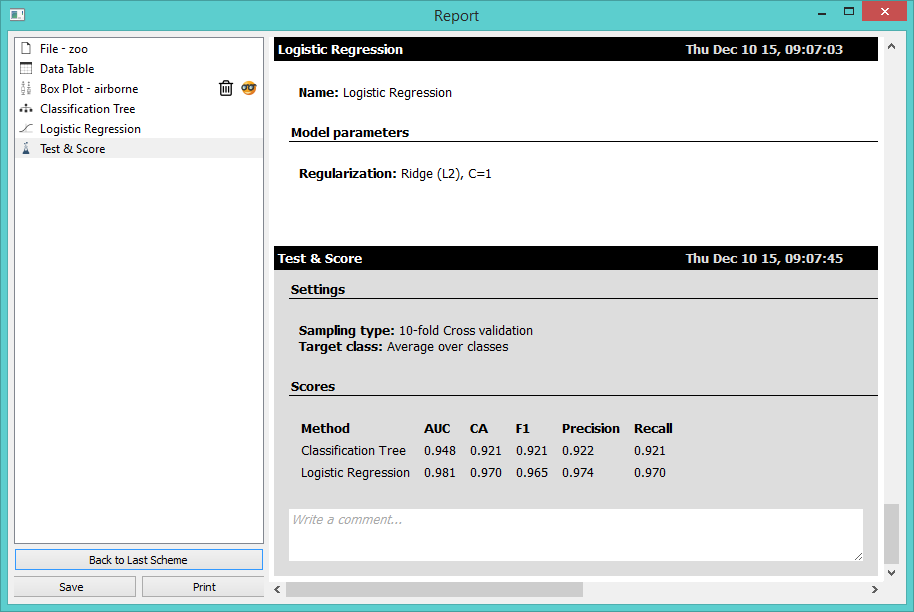 Report
File - zoo
Data Table
Box Plot - airborne
Classification Tree
Logistic Regression
Test & Score
Back to Last Scheme
Save Print
Logistic Regression Thu Dec 10 15, 09:07:03
Name: Logistic Regression
Model parameters
Regularization: Ridge (L2), C=1
Test & Score Thu Dec 10 15, 09:07:45
Settings
Sampling type: 10-fold Cross validation
Target class: Average over classes
Scores
Method AUC CA F1 Precision Recall
Classification Tree 0.948 0.921 0.921 0.922 0.921
Logistic Regression 0.981 0.970 0.965 0.974 0.970
Write a comment...